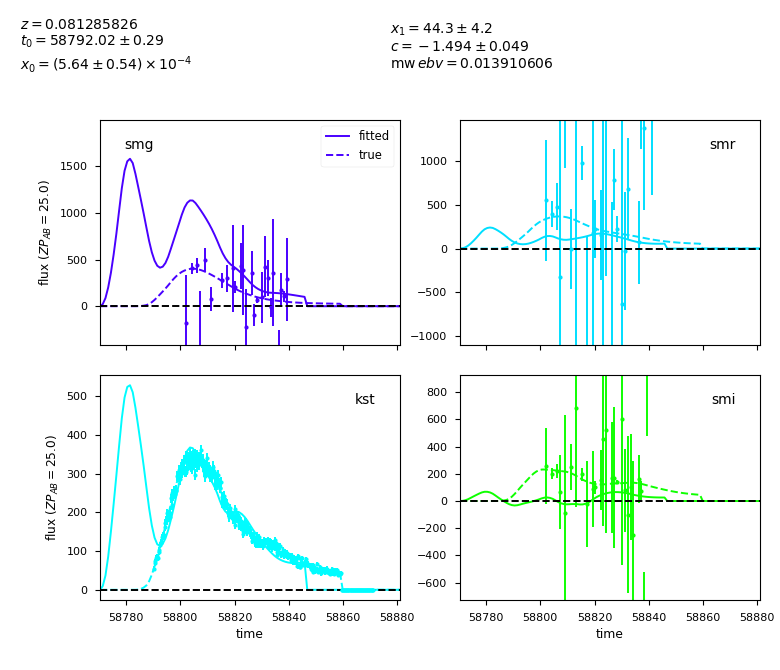 z = 0.081285826
t₀ = 58792.02 ± 0.29
x₀ = (5.64 ± 0.54) × 10⁻⁴
x₁ = 44.3 ± 4.2
c = −1.494 ± 0.049
mw ebv = 0.013910606
smg
fitted
true
1500
1000
500
0
flux (ZP_AB = 25.0)
smr
1000
500
0
−500
−1000
kst
500
400
300
200
100
0
flux (ZP_AB = 25.0)
58780 58800 58820 58840 58860 58880
time
smi
800
600
400
200
0
−200
−400
−600
58780 58800 58820 58840 58860 58880
time